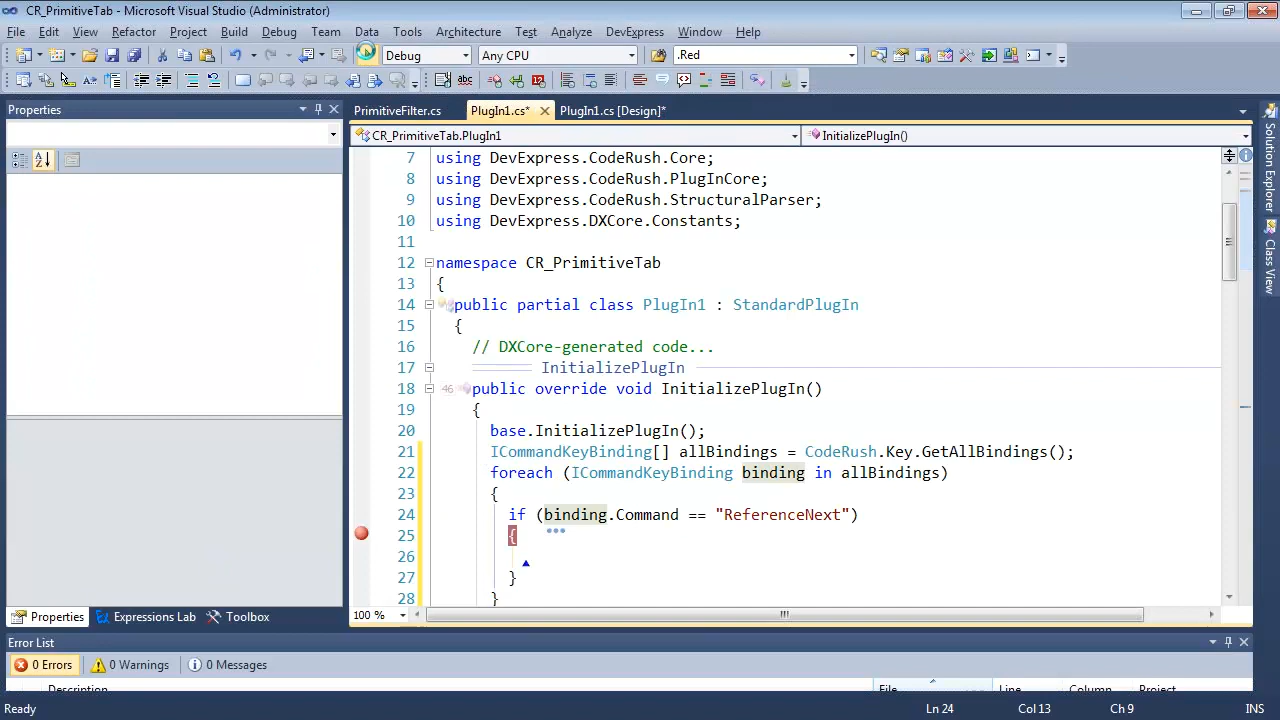 CR_PrimitiveTab - Microsoft Visual Studio (Administrator)
File Edit View Refactor Project Build Debug Team Data Tools Architecture Test Analyze DevExpress Window Help
Debug Any CPU .Red
Properties
PrimitiveFilter.cs PlugIn1.cs* PlugIn1.cs [Design]*
CR_PrimitiveTab.PlugIn1 InitializePlugIn()
7 using DevExpress.CodeRush.Core;
8 using DevExpress.CodeRush.PlugInCore;
9 using DevExpress.CodeRush.StructuralParser;
10 using DevExpress.DXCore.Constants;
11
12 namespace CR_PrimitiveTab
13 {
14 public partial class PlugIn1 : StandardPlugIn
15 {
16 // DXCore-generated code...
17 InitializePlugIn
18 46 public override void InitializePlugIn()
19 {
20 base.InitializePlugIn();
21 ICommandKeyBinding[] allBindings = CodeRush.Key.GetAllBindings();
22 foreach (ICommandKeyBinding binding in allBindings)
23 {
24 if (binding.Command == "ReferenceNext")
25 {
26
27 }
28 }
100 %
Properties Expressions Lab Toolbox
Solution Explorer
Class View
Error List
0 Errors 0 Warnings 0 Messages
Description File Line Column Project
Ready Ln 24 Col 13 Ch 9 INS